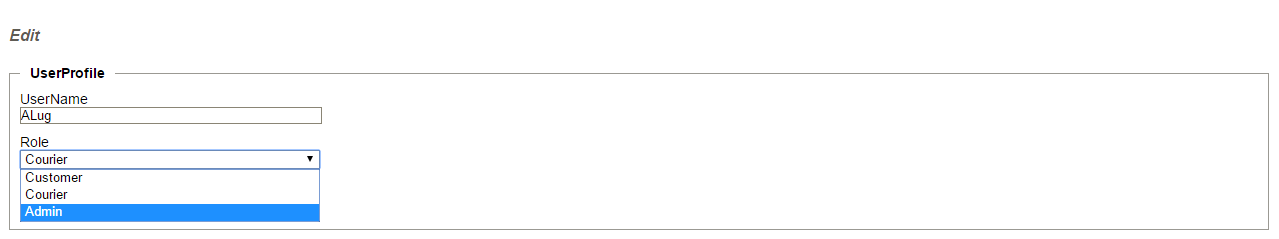 Edit
UserProfile
UserName
ALug
Role
Courier
Customer
Courier
Admin